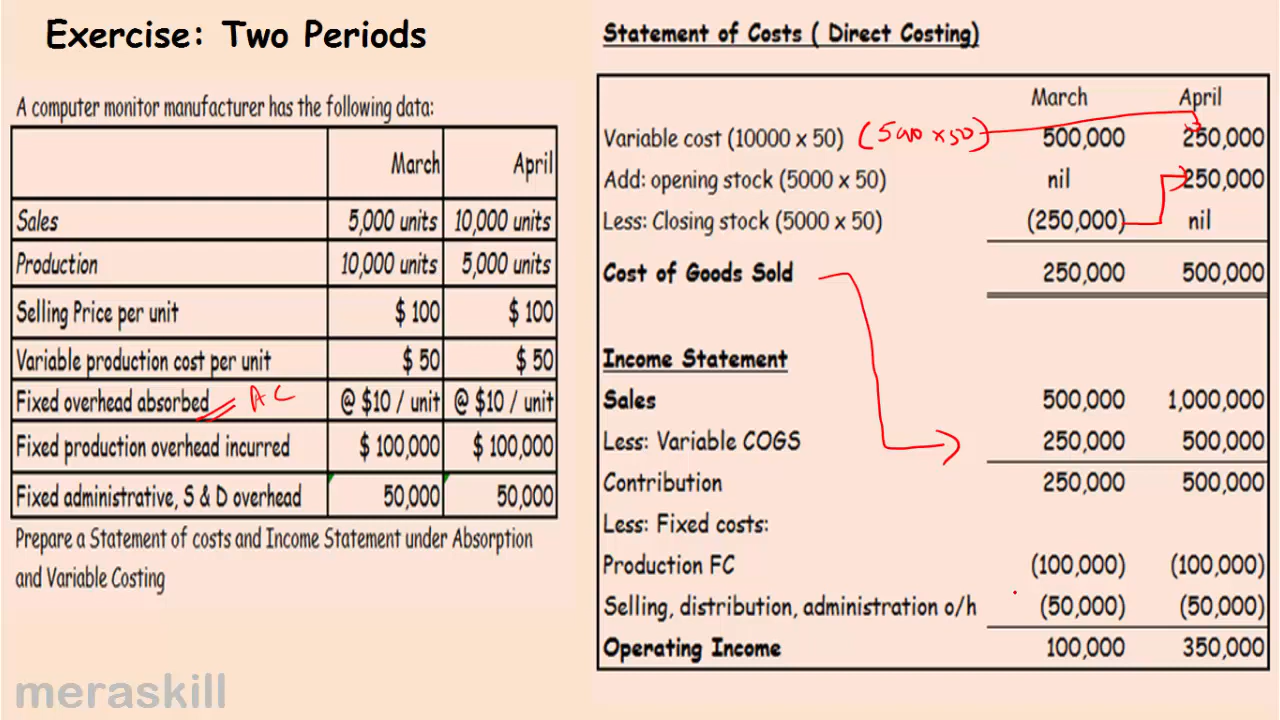 Exercise: Two Periods
A computer monitor manufacturer has the following data:
March April
Sales 5,000 units 10,000 units
Production 10,000 units 5,000 units
Selling Price per unit $ 100 $ 100
Variable production cost per unit $ 50 $ 50
Fixed overhead absorbed AC @ $10 / unit @ $10 / unit
Fixed production overhead incurred $ 100,000 $ 100,000
Fixed administrative, S & D overhead 50,000 50,000
Prepare a Statement of costs and Income Statement under Absorption
and Variable Costing
meraskill
Statement of Costs ( Direct Costing)
March April
Variable cost (10000 x 50) (5000 x 50) 500,000 250,000
Add: opening stock (5000 x 50) nil 250,000
Less: Closing stock (5000 x 50) (250,000) nil
Cost of Goods Sold 250,000 500,000
Income Statement
Sales 500,000 1,000,000
Less: Variable COGS 250,000 500,000
Contribution 250,000 500,000
Less: Fixed costs:
Production FC (100,000) (100,000)
Selling, distribution, administration o/h (50,000) (50,000)
Operating Income 100,000 350,000